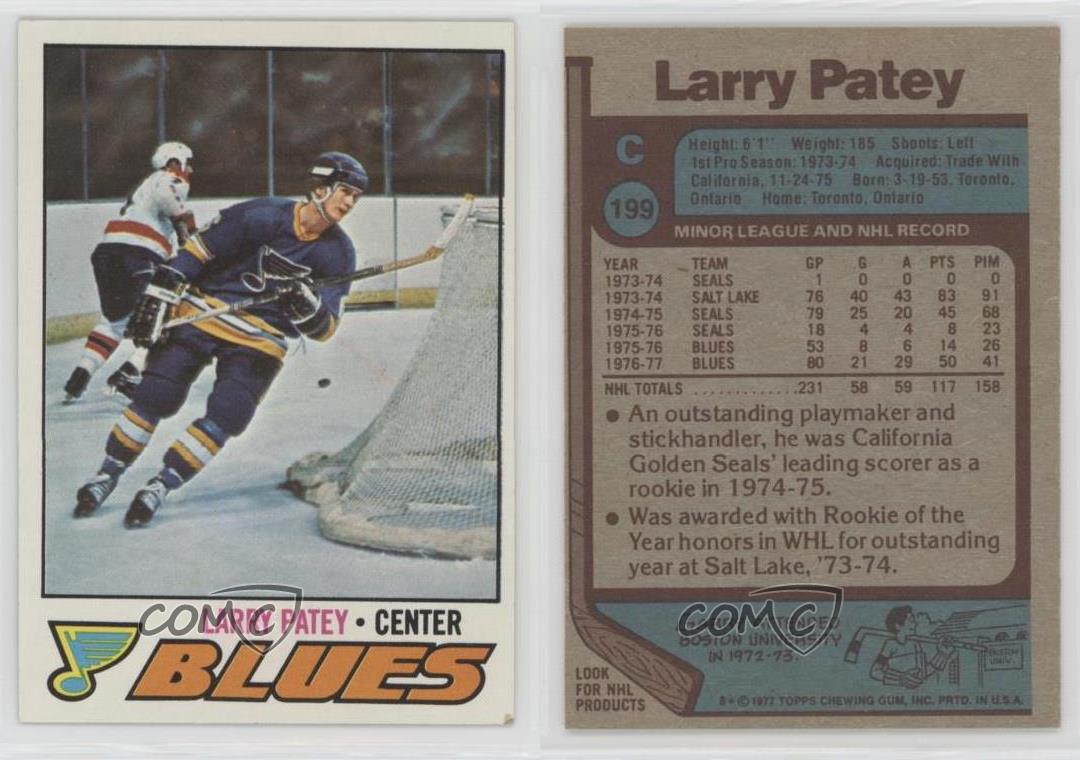 LARRY PATEY • CENTER
BLUES
COMC
Larry Patey
C
199
Height: 6'1" Weight: 185 Shoots: Left
1st Pro Season: 1973-74 Acquired: Trade With
California, 11-24-75 Born: 3-19-53, Toronto,
Ontario Home: Toronto, Ontario
MINOR LEAGUE AND NHL RECORD
YEAR TEAM GP G A PTS PIM
1973-74 SEALS 1 0 0 0 0
1973-74 SALT LAKE 76 40 43 83 91
1974-75 SEALS 79 25 20 45 68
1975-76 SEALS 18 4 4 8 23
1975-76 BLUES 53 8 6 14 26
1976-77 BLUES 80 21 29 50 41
NHL TOTALS .............231 58 59 117 158
• An outstanding playmaker and
stickhandler, he was California
Golden Seals' leading scorer as a
rookie in 1974-75.
• Was awarded with Rookie of the
Year honors in WHL for outstanding
year at Salt Lake, '73-74.
COMC
LARRY ATTENDED
BOSTON UNIVERSITY
IN 1972-73.
BOSTON
UNIV.
LOOK
FOR NHL
PRODUCTS
8 * © 1977 TOPPS CHEWING GUM, INC. PRTD. IN U.S.A.